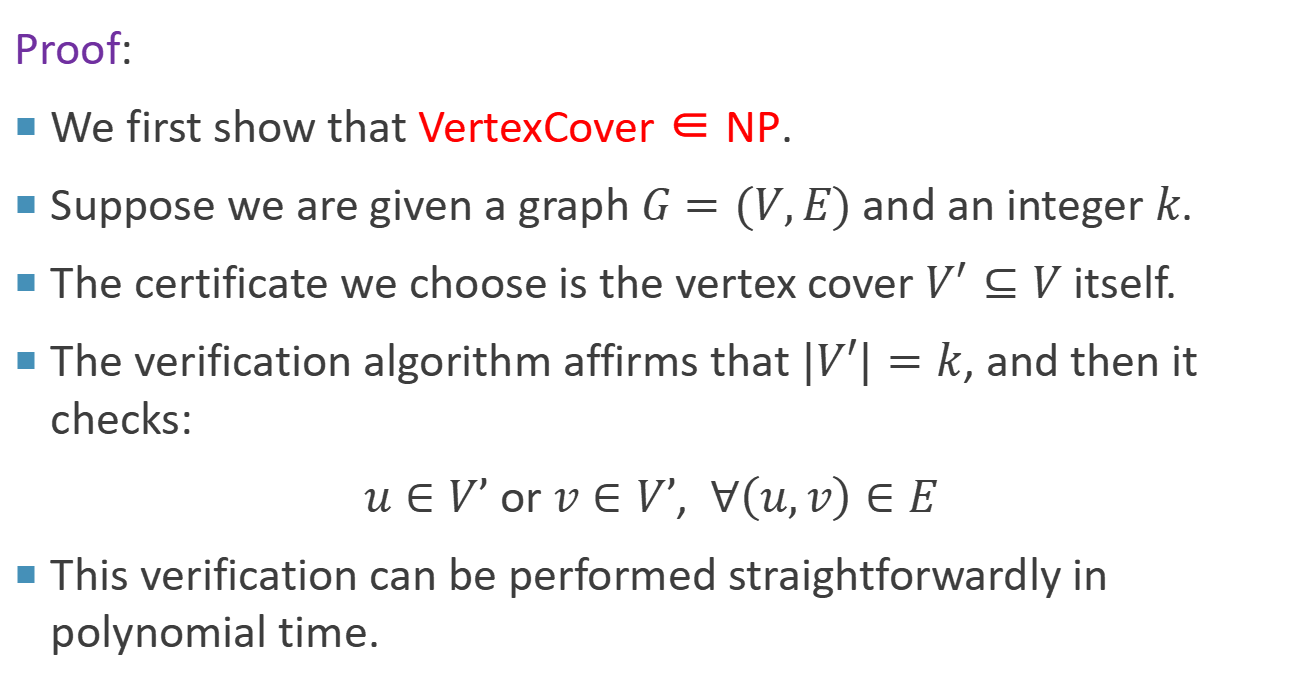 Proof:
▪ We first show that VertexCover ∈ NP.
▪ Suppose we are given a graph G = (V, E) and an integer k.
▪ The certificate we choose is the vertex cover V′ ⊆ V itself.
▪ The verification algorithm affirms that |V′| = k, and then it
checks:
u ∈ V’ or v ∈ V’, ∀(u, v) ∈ E
▪ This verification can be performed straightforwardly in
polynomial time.